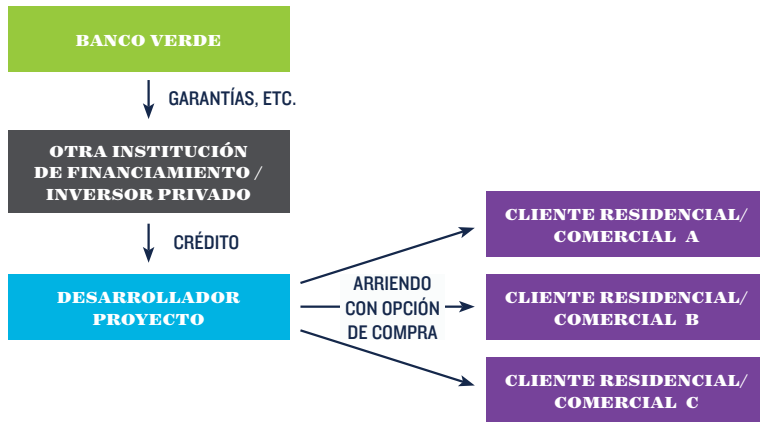 BANCO VERDE
GARANTÍAS, ETC.
OTRA INSTITUCIÓN
DE FINANCIAMIENTO /
INVERSOR PRIVADO
CRÉDITO
DESARROLLADOR
PROYECTO
ARRIENDO
CON OPCIÓN
DE COMPRA
CLIENTE RESIDENCIAL/
COMERCIAL A
CLIENTE RESIDENCIAL/
COMERCIAL B
CLIENTE RESIDENCIAL/
COMERCIAL C